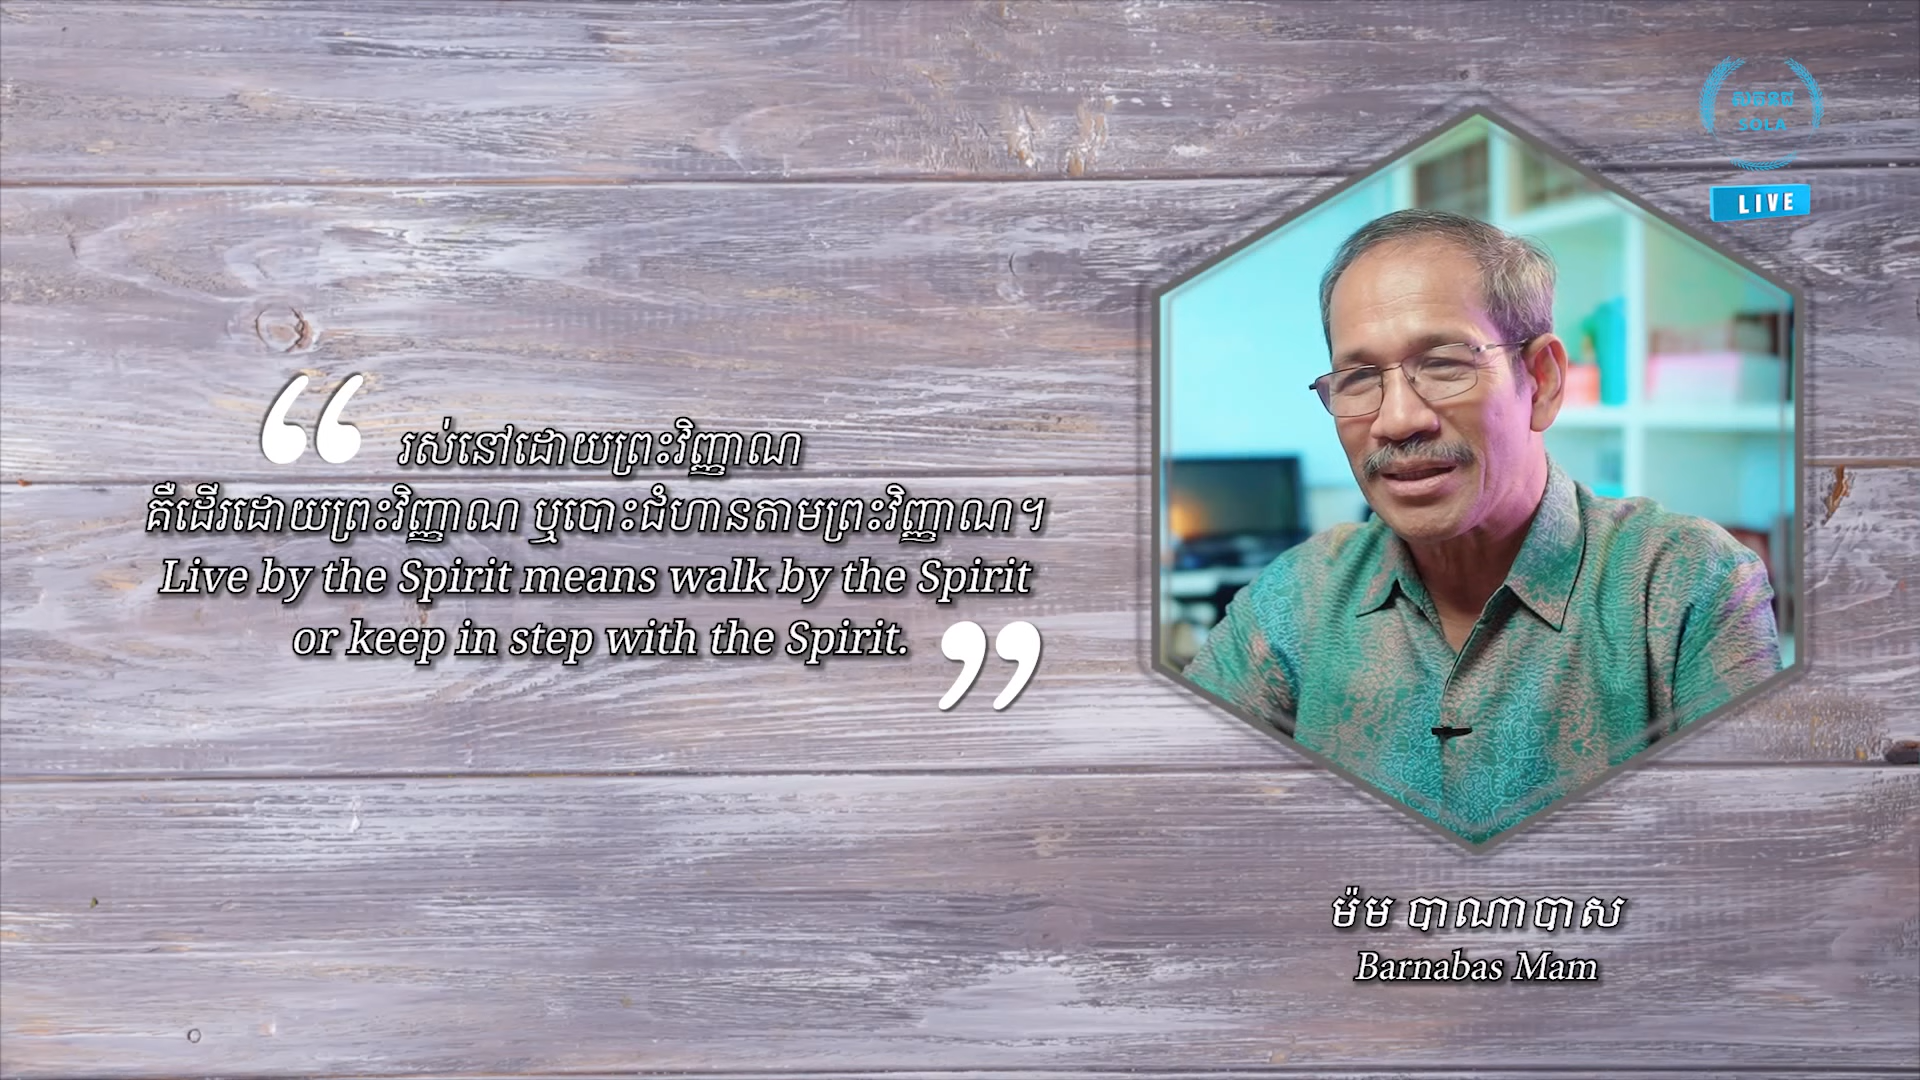 SOLA
LIVE
រស់នៅដោយព្រះវិញ្ញាណ
គឺដើរដោយព្រះវិញ្ញាណ ឬបោះជំហានតាមព្រះវិញ្ញាណ។
Live by the Spirit means walk by the Spirit
or keep in step with the Spirit.
ម៉ម បាណាបាស
Barnabas Mam